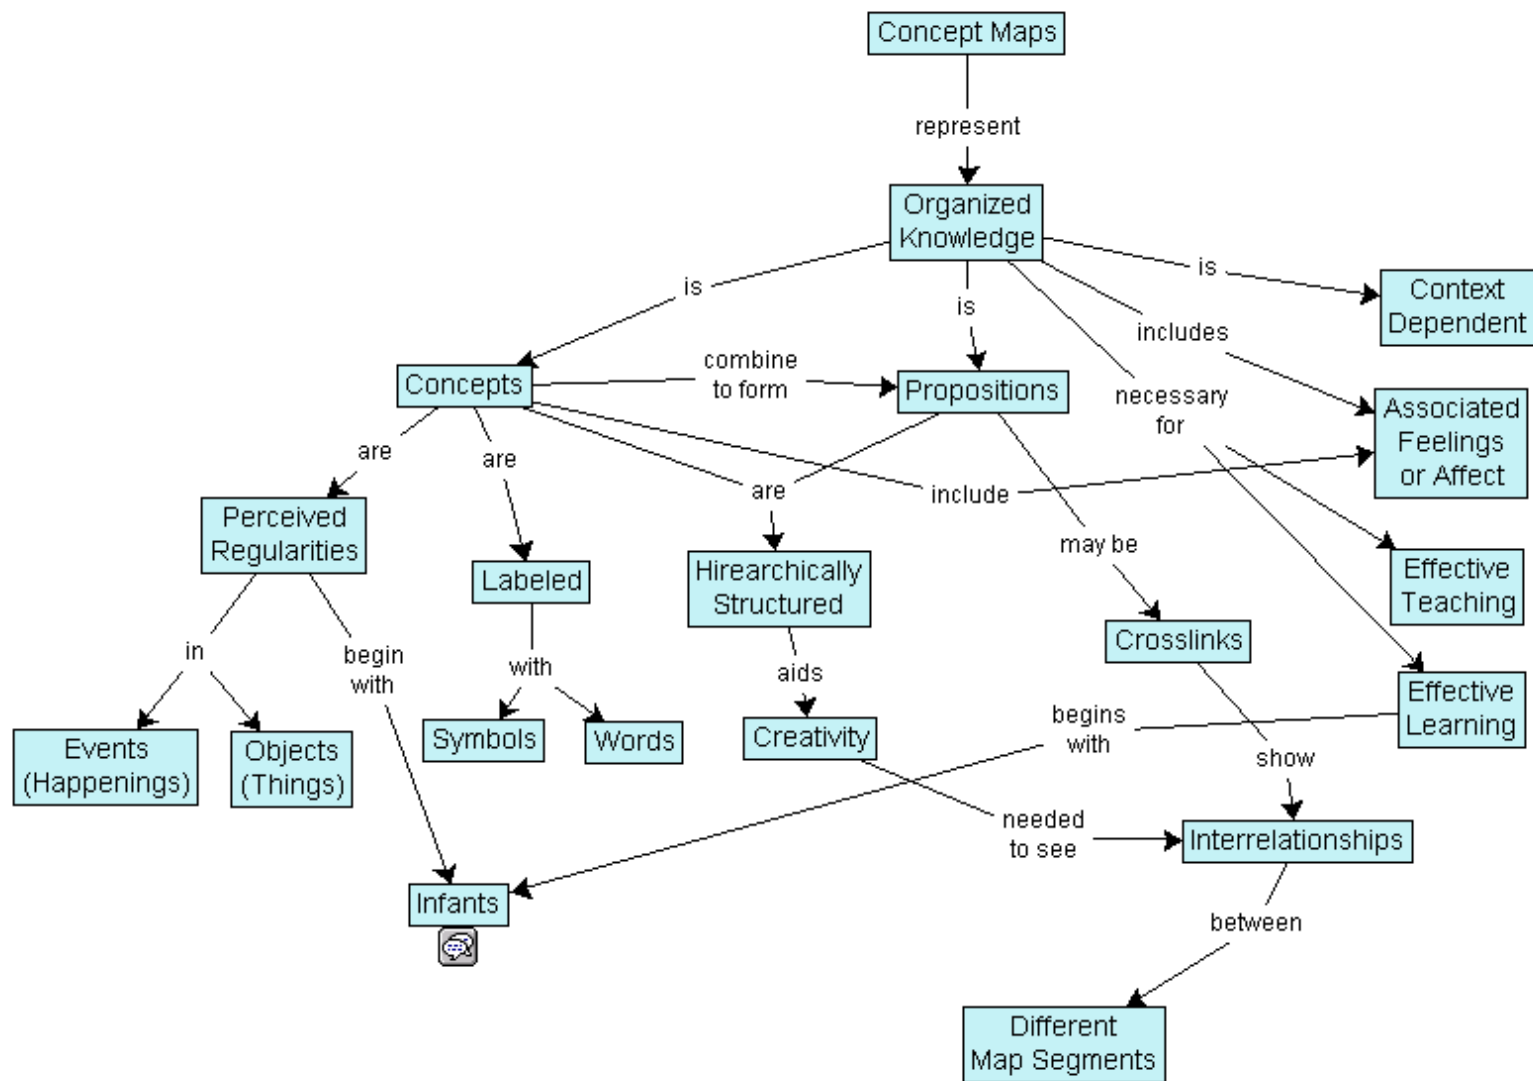 Concept Maps
represent
Organized
Knowledge
is
is
is
Context
Dependent
includes
combine
to form
necessary
for
Concepts
Propositions
Associated
Feelings
or Affect
are
are
are
include
Perceived
Regularities
may be
Labeled
Hirearchically
Structured
Effective
Teaching
Crosslinks
in
begin
with
with
aids
Effective
Learning
begins
with
Symbols
Words
Creativity
Events
(Happenings)
Objects
(Things)
show
needed
to see
Interrelationships
Infants
between
Different
Map Segments